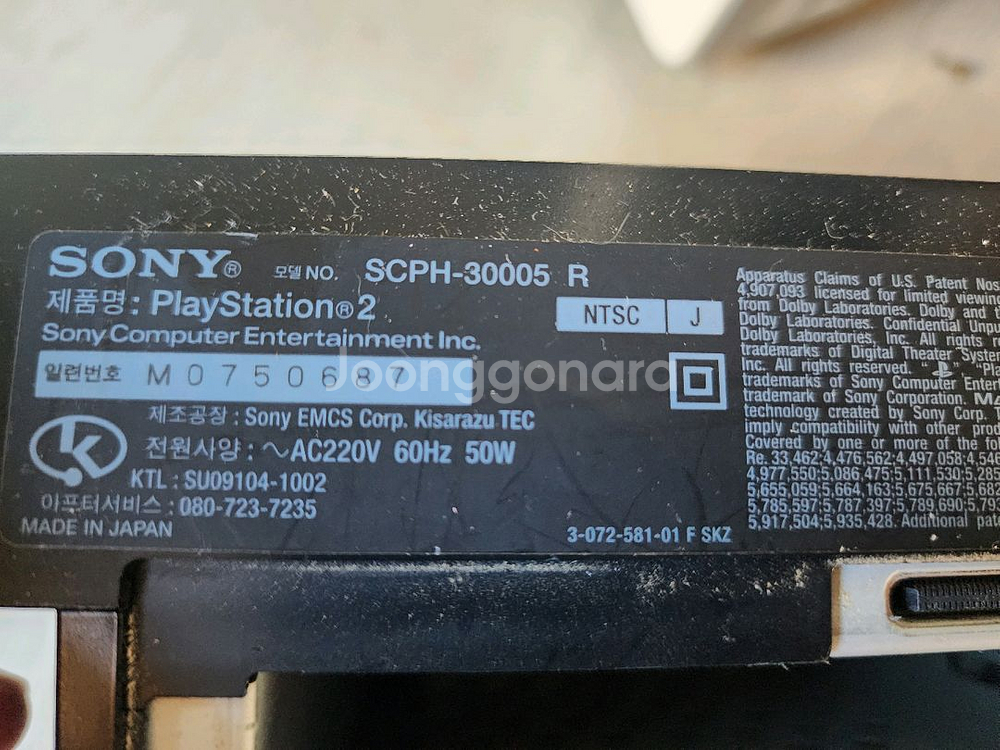 SONY® 모델 NO. SCPH-30005 R
제품명: PlayStation®2
NTSC J
Sony Computer Entertainment Inc.
일련번호 M0750687
제조공장 : Sony EMCS Corp. Kisarazu TEC
전원사양 : ~AC220V 60Hz 50W
KTL : SU09104-1002
아프터서비스 : 080-723-7235
MADE IN JAPAN
3-072-581-01 F SKZ
Joonggonara
Apparatus Claims of U.S. Patent Nos
4,907,093 licensed for limited viewing
from Dolby Laboratories. Dolby and
Dolby Laboratories. Confidential Unpu
Dolby Laboratories, Inc. All rights
trademarks of Digital Theater System
Inc. All rights reserved.
trademarks of Sony Computer Enter
trademark of Sony Corporation.
technology created by Sony Corp.
imply compatibility with other prod
Covered by one or more of the fo
Re. 33,462;4,476,562;4,497,058;4,546
4,977,550;5,086,475;5,111,530;5,285
5,655,059;5,664,163;5,675,667;5,682
5,785,597;5,787,397;5,789,690;5,793
5,917,504;5,935,428. Additional pate